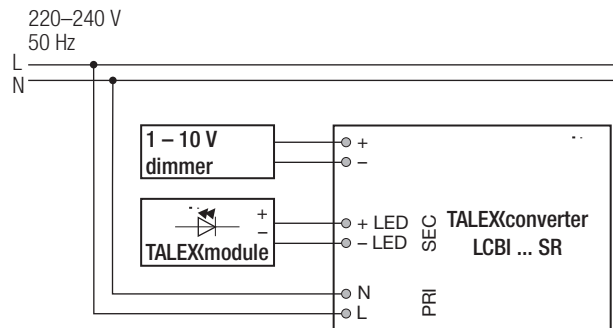 220–240 V
50 Hz
L
N
1 – 10 V
dimmer
+
–
+
–
TALEXmodule
+ LED
– LED
SEC
TALEXconverter
LCBI ... SR
N
L
PRI